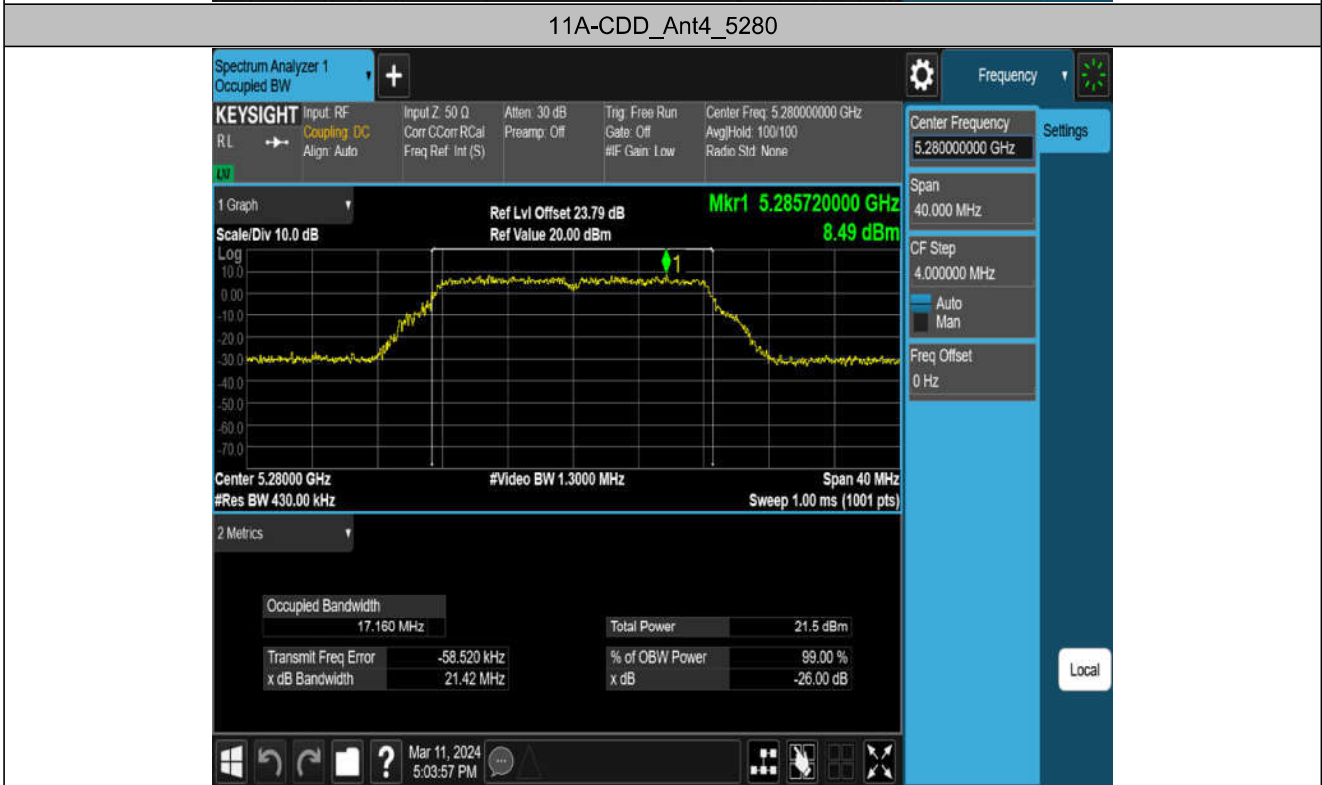 11A-CDD_Ant4_5280
Spectrum Analyzer 1
Occupied BW
Frequency
KEYSIGHT
RL
Input: RF
Coupling: DC
Align: Auto
Input Z: 50 Ω
Corr CCorr RCal
Freq Ref: Int (S)
Atten: 30 dB
Preamp: Off
Trig: Free Run
Gate: Off
#IF Gain: Low
Center Freq: 5.280000000 GHz
Avg|Hold: 100/100
Radio Std: None
Center Frequency
5.280000000 GHz
Settings
Span
40.000 MHz
CF Step
4.000000 MHz
Auto
Man
Freq Offset
0 Hz
1 Graph
Scale/Div 10.0 dB
Ref Lvl Offset 23.79 dB
Ref Value 20.00 dBm
Mkr1 5.285720000 GHz
8.49 dBm
Log
10.0
0.00
-10.0
-20.0
-30.0
-40.0
-50.0
-60.0
-70.0
1
Center 5.28000 GHz
#Res BW 430.00 kHz
#Video BW 1.3000 MHz
Span 40 MHz
Sweep 1.00 ms (1001 pts)
2 Metrics
Occupied Bandwidth
17.160 MHz
Total Power 21.5 dBm
Transmit Freq Error -58.520 kHz
% of OBW Power 99.00 %
x dB Bandwidth 21.42 MHz
x dB -26.00 dB
Local
?
Mar 11, 2024
5:03:57 PM